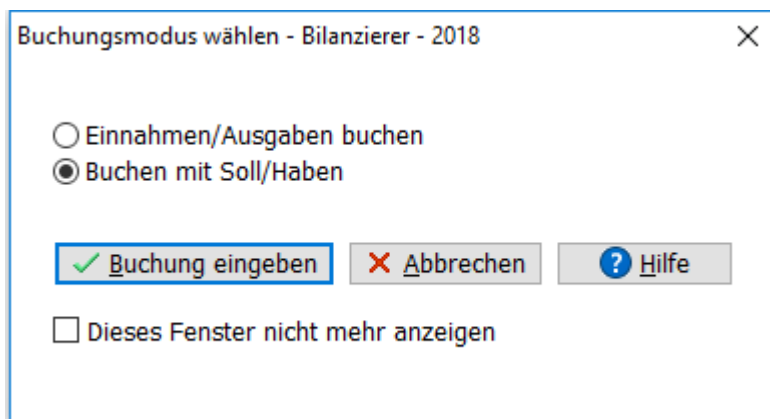 Buchungsmodus wählen - Bilanzierer - 2018
Einnahmen/Ausgaben buchen
Buchen mit Soll/Haben
Buchung eingeben Abbrechen Hilfe
Dieses Fenster nicht mehr anzeigen